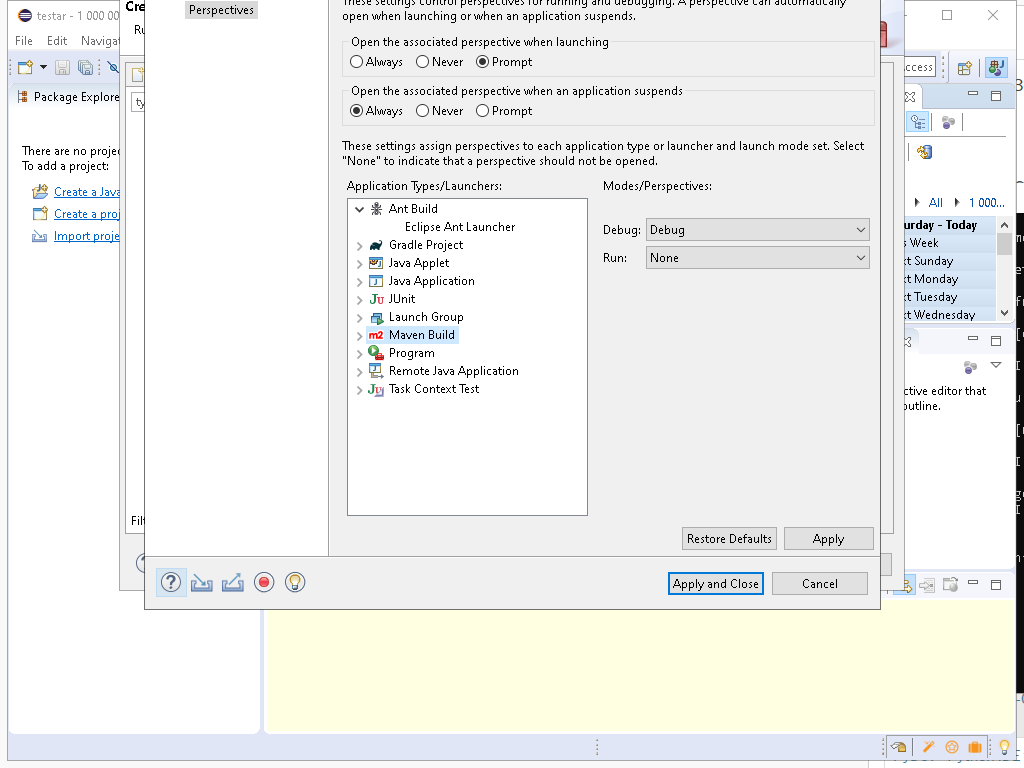 testar - 1 000 00
Cre
Perspectives
These settings control perspectives for running and debugging. A perspective can automatically
open when launching or when an application suspends.
File Edit Naviga
Ru
Open the associated perspective when launching
Always Never Prompt
ccess
Package Explore
ty
Open the associated perspective when an application suspends
Always Never Prompt
There are no projec
To add a project:
Create a Java
Create a proj
Import proje
These settings assign perspectives to each application type or launcher and launch mode set. Select
"None" to indicate that a perspective should not be opened.
Application Types/Launchers:
Modes/Perspectives:
Ant Build
Eclipse Ant Launcher
Gradle Project
Java Applet
Java Application
JUnit
Launch Group
Maven Build
Program
Remote Java Application
Task Context Test
Debug: Debug
Run: None
All 1 000...
urday - Today
s Week
xt Sunday
xt Monday
xt Tuesday
xt Wednesday
ctive editor that
outline.
Filt
Restore Defaults Apply
Apply and Close Cancel